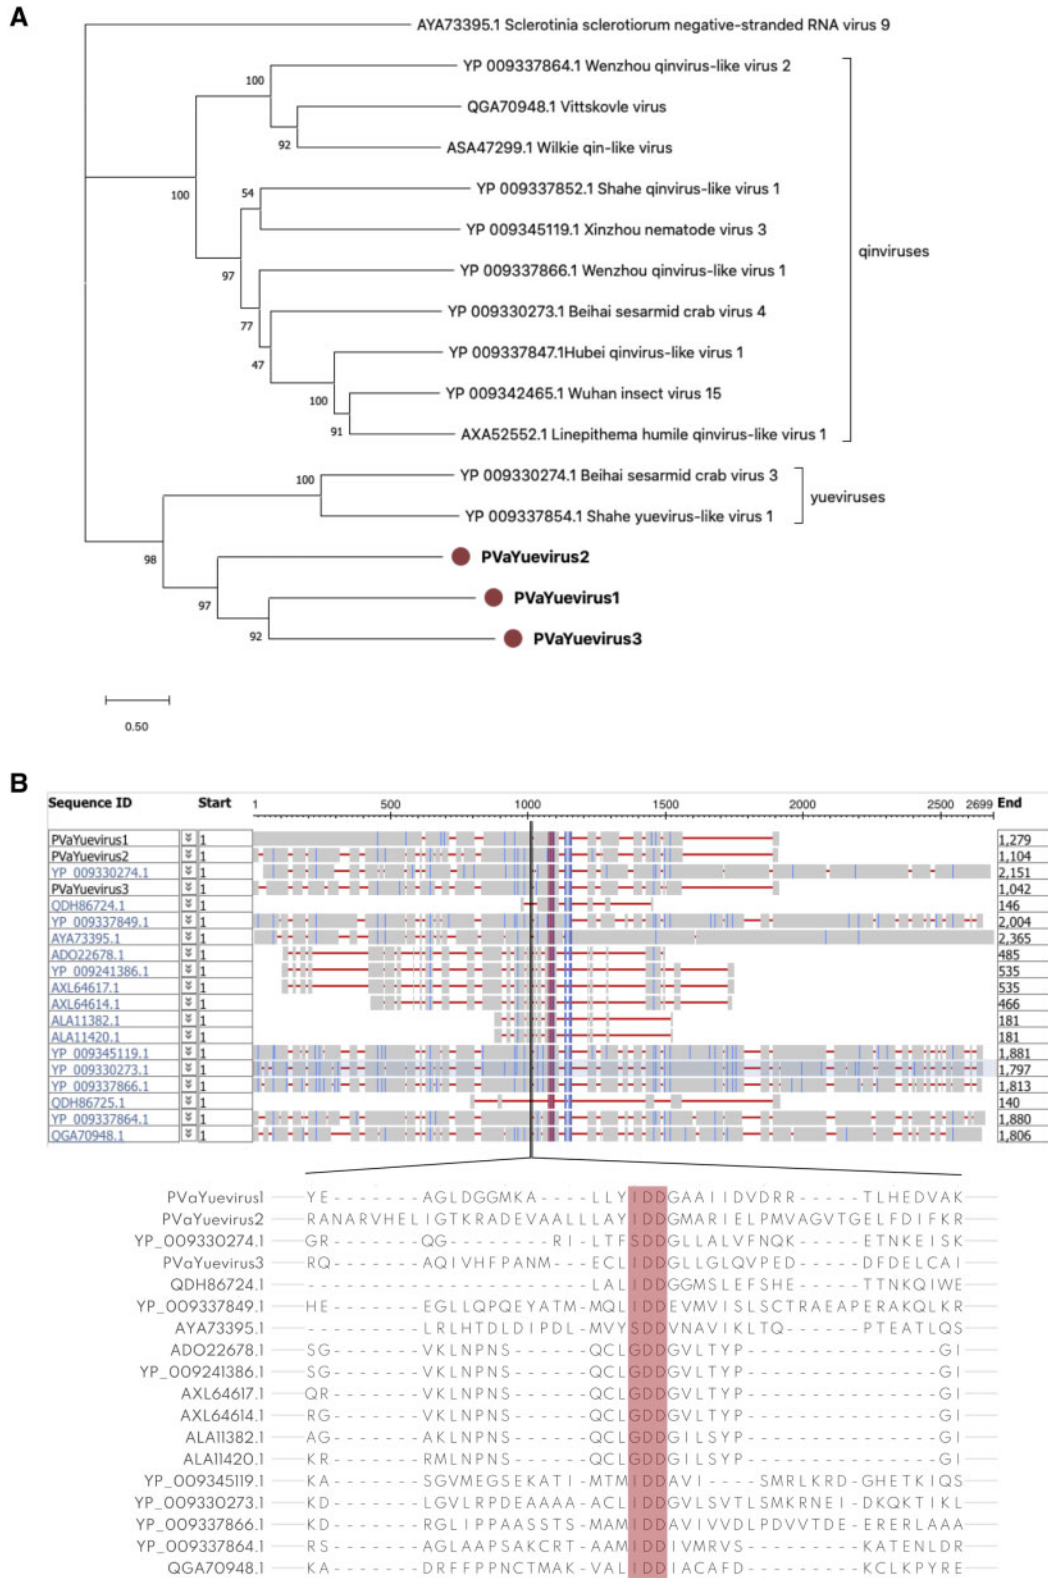 A
AYA73395.1 Sclerotinia sclerotiorum negative-stranded RNA virus 9
YP 009337864.1 Wenzhou qinvirus-like virus 2
100
QGA70948.1 Vittskovle virus
92
ASA47299.1 Wilkie qin-like virus
100
54
YP 009337852.1 Shahe qinvirus-like virus 1
YP 009345119.1 Xinzhou nematode virus 3
qinviruses
97
YP 009337866.1 Wenzhou qinvirus-like virus 1
YP 009330273.1 Beihai sesarmid crab virus 4
77
YP 009337847.1Hubei qinvirus-like virus 1
47
YP 009342465.1 Wuhan insect virus 15
100
91
AXA52552.1 Linepithema humile qinvirus-like virus 1
100
YP 009330274.1 Beihai sesarmid crab virus 3
yueviruses
YP 009337854.1 Shahe yuevirus-like virus 1
98
PVaYuevirus2
97
PVaYuevirus1
92
PVaYuevirus3
0.50
B
Sequence ID Start 1 500 1000 1500 2000 2500 2699 End
PVaYuevirus1 1 1,279
PVaYuevirus2 1 1,104
YP 009330274.1 1 2,151
PVaYuevirus3 1 1,042
QDH86724.1 1 146
YP 009337849.1 1 2,004
AYA73395.1 1 2,365
ADO22678.1 1 485
YP 009241386.1 1 535
AXL64617.1 1 535
AXL64614.1 1 466
ALA11382.1 1 181
ALA11420.1 1 181
YP 009345119.1 1 1,881
YP 009330273.1 1 1,797
YP 009337866.1 1 1,813
QDH86725.1 1 140
YP 009337864.1 1 1,880
QGA70948.1 1 1,806
PVaYuevirus1 YE-------AGLDGGMKA----LLYIDDGAAIIDVDRR----TLHEDVAK
PVaYuevirus2 RANARVHELIGTKRADEVAALLLAYIDDGMARIELPMVAGVTGELFDIFKR
YP_009330274.1 GR-------QG-------RI-LTFSDDGLLALVFNQK----ETNKEISK
PVaYuevirus3 RQ-------AQIVHFPANM---ECLIDDGLLGLQVPED----DFDELCAI
QDH86724.1 LALIDDGGMSLEFSHE----TTNKQIWE
YP_009337849.1 HE-------EGLLQPQEYATM-MQLIDDEVMVISLSCTRAEAPERAKQLKR
AYA73395.1 LRLHTDLDIPDL-MVYSDDVNAVIKLTQ-----PTEATLQS
ADO22678.1 SG-------VKLNPNS-----QCLGDDGVLTYP------------GI
YP_009241386.1 SG-------VKLNPNS-----QCLGDDGVLTYP------------GI
AXL64617.1 QR-------VKLNPNS-----QCLGDDGVLTYP------------GI
AXL64614.1 RG-------VKLNPNS-----QCLGDDGVLTYP------------GI
ALA11382.1 AG-------AKLNPNS-----QCLGDDGILSYP------------GI
ALA11420.1 KR-------RMLNPNS-----QCLGDDGILSYP------------GI
YP_009345119.1 KA-------SGVMEGSEKATI-MTMIDDAVI----SMRLKRD-GHETKIQS
YP_009330273.1 KD-------LGVLRPDEAAAA-ACLIDDGVLSVTLSMKRNEI-DKQKTIKL
YP_009337866.1 KD-------RGLIPPAASSTS-MAMIDDAVIVVDLPDVVTDE-ERERLAAA
YP_009337864.1 RS-------AGLAAPSAKCRT-AAMIDDIVMRVS------KATENLDR
QGA70948.1 KA-------DRFFPPNCTMAK-VALIDDIACAFD------KCLKPYRE